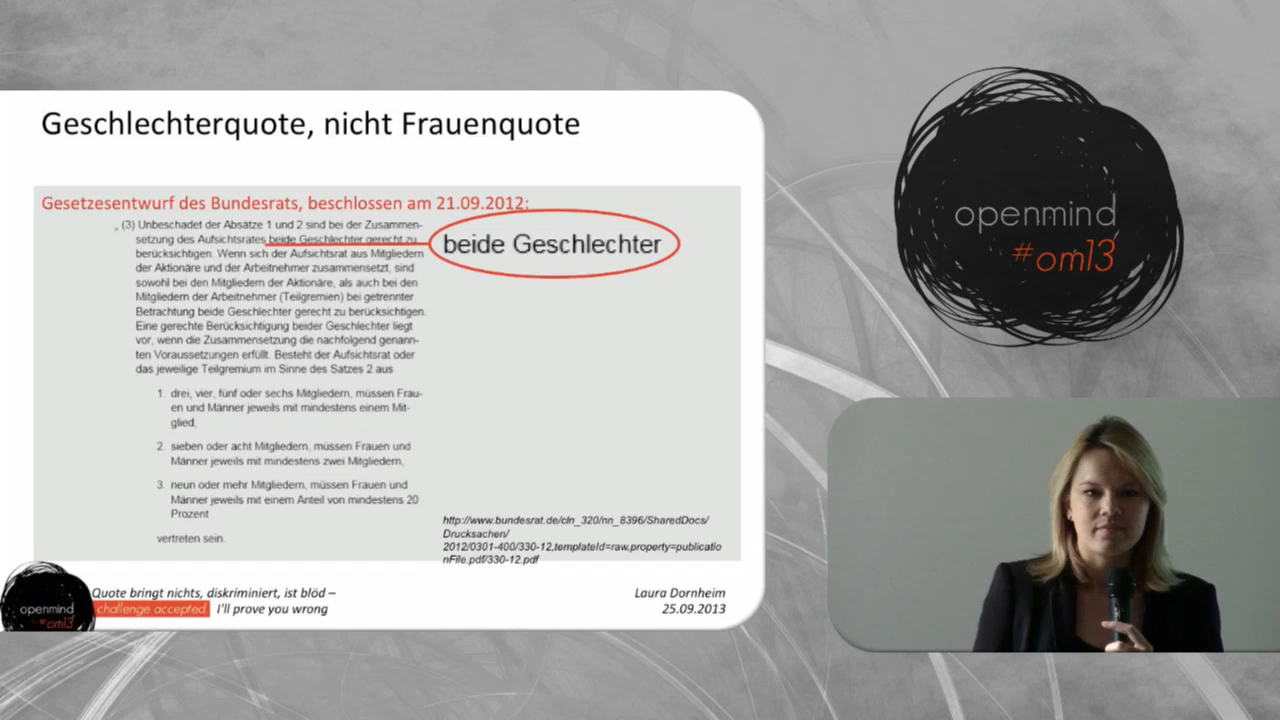 Geschlechterquote, nicht Frauenquote
Gesetzesentwurf des Bundesrats, beschlossen am 21.09.2012:
„ (3) Unbeschadet der Absätze 1 und 2 sind bei der Zusammen-
setzung des Aufsichtsrates beide Geschlechter gerecht zu
berücksichtigen. Wenn sich der Aufsichtsrat aus Mitgliedern
der Aktionäre und der Arbeitnehmer zusammensetzt, sind
sowohl bei den Mitgliedern der Aktionäre, als auch bei den
Mitgliedern der Arbeitnehmer (Teilgremien) bei getrennter
Betrachtung beide Geschlechter gerecht zu berücksichtigen.
Eine gerechte Berücksichtigung beider Geschlechter liegt
vor, wenn die Zusammensetzung die nachfolgend genann-
ten Voraussetzungen erfüllt. Besteht der Aufsichtsrat oder
das jeweilige Teilgremium im Sinne des Satzes 2 aus
1. drei, vier, fünf oder sechs Mitgliedern, müssen Frau-
en und Männer jeweils mit mindestens einem Mit-
glied,
2. sieben oder acht Mitgliedern, müssen Frauen und
Männer jeweils mit mindestens zwei Mitgliedern,
3. neun oder mehr Mitgliedern, müssen Frauen und
Männer jeweils mit einem Anteil von mindestens 20
Prozent
vertreten sein.
beide Geschlechter
http://www.bundesrat.de/cln_320/nn_8396/SharedDocs/
Drucksachen/
2012/0301-400/330-12,templateId=raw,property=publicatio
nFile.pdf/330-12.pdf
openmind
#om13
Quote bringt nichts, diskriminiert, ist blöd –
challenge accepted I'll prove you wrong
Laura Dornheim
25.09.2013
openmind
#om13